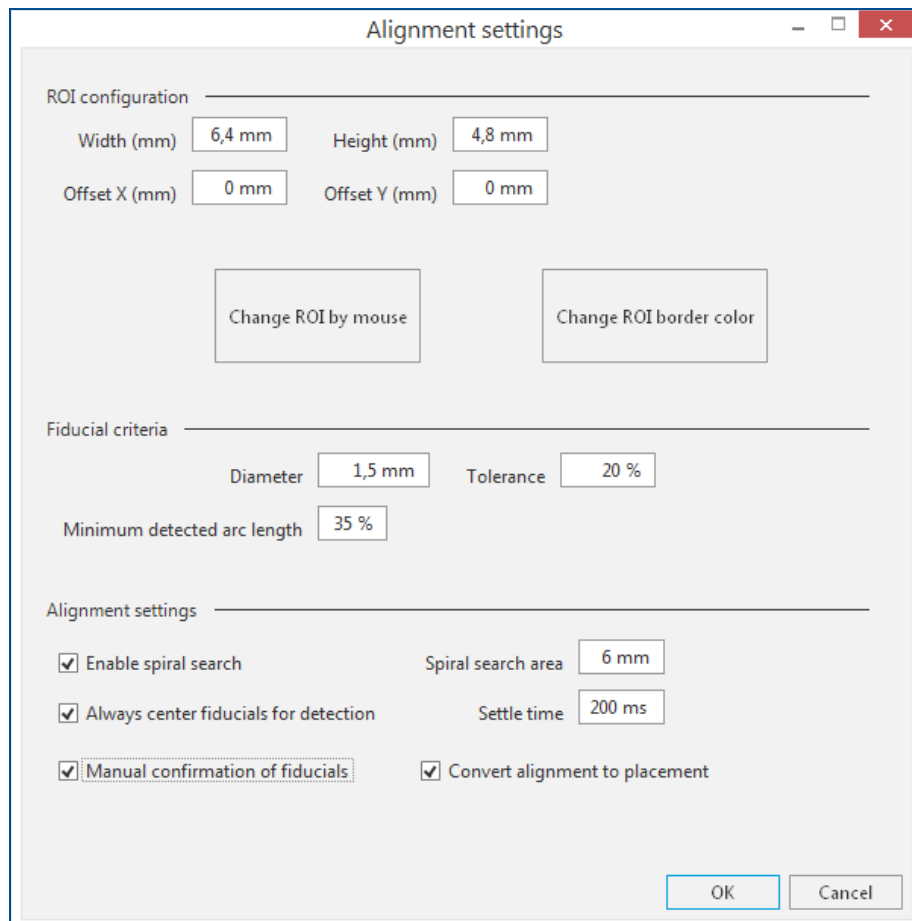 Alignment settings
ROI configuration
Width (mm) 6,4 mm Height (mm) 4,8 mm
Offset X (mm) 0 mm Offset Y (mm) 0 mm
Change ROI by mouse Change ROI border color
Fiducial criteria
Diameter 1,5 mm Tolerance 20 %
Minimum detected arc length 35 %
Alignment settings
Enable spiral search Spiral search area 6 mm
Always center fiducials for detection Settle time 200 ms
Manual confirmation of fiducials Convert alignment to placement
OK Cancel